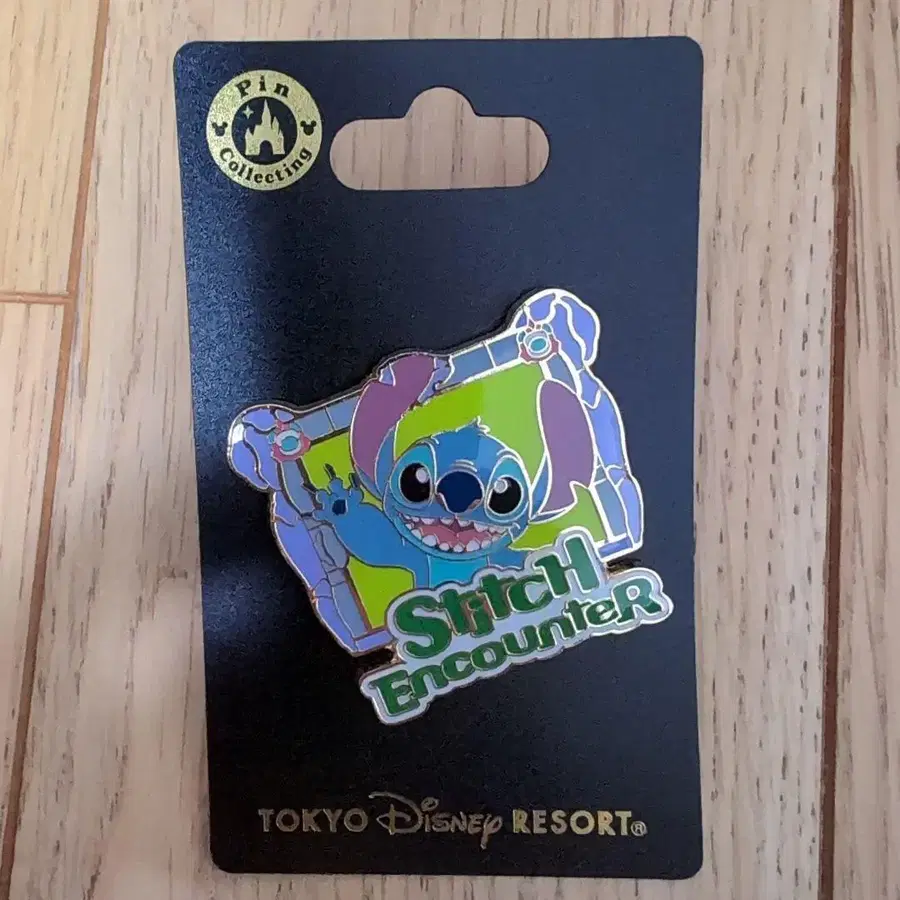 Pin
Collecting
Stitch
Encounter
TOKYO Disney RESORT®